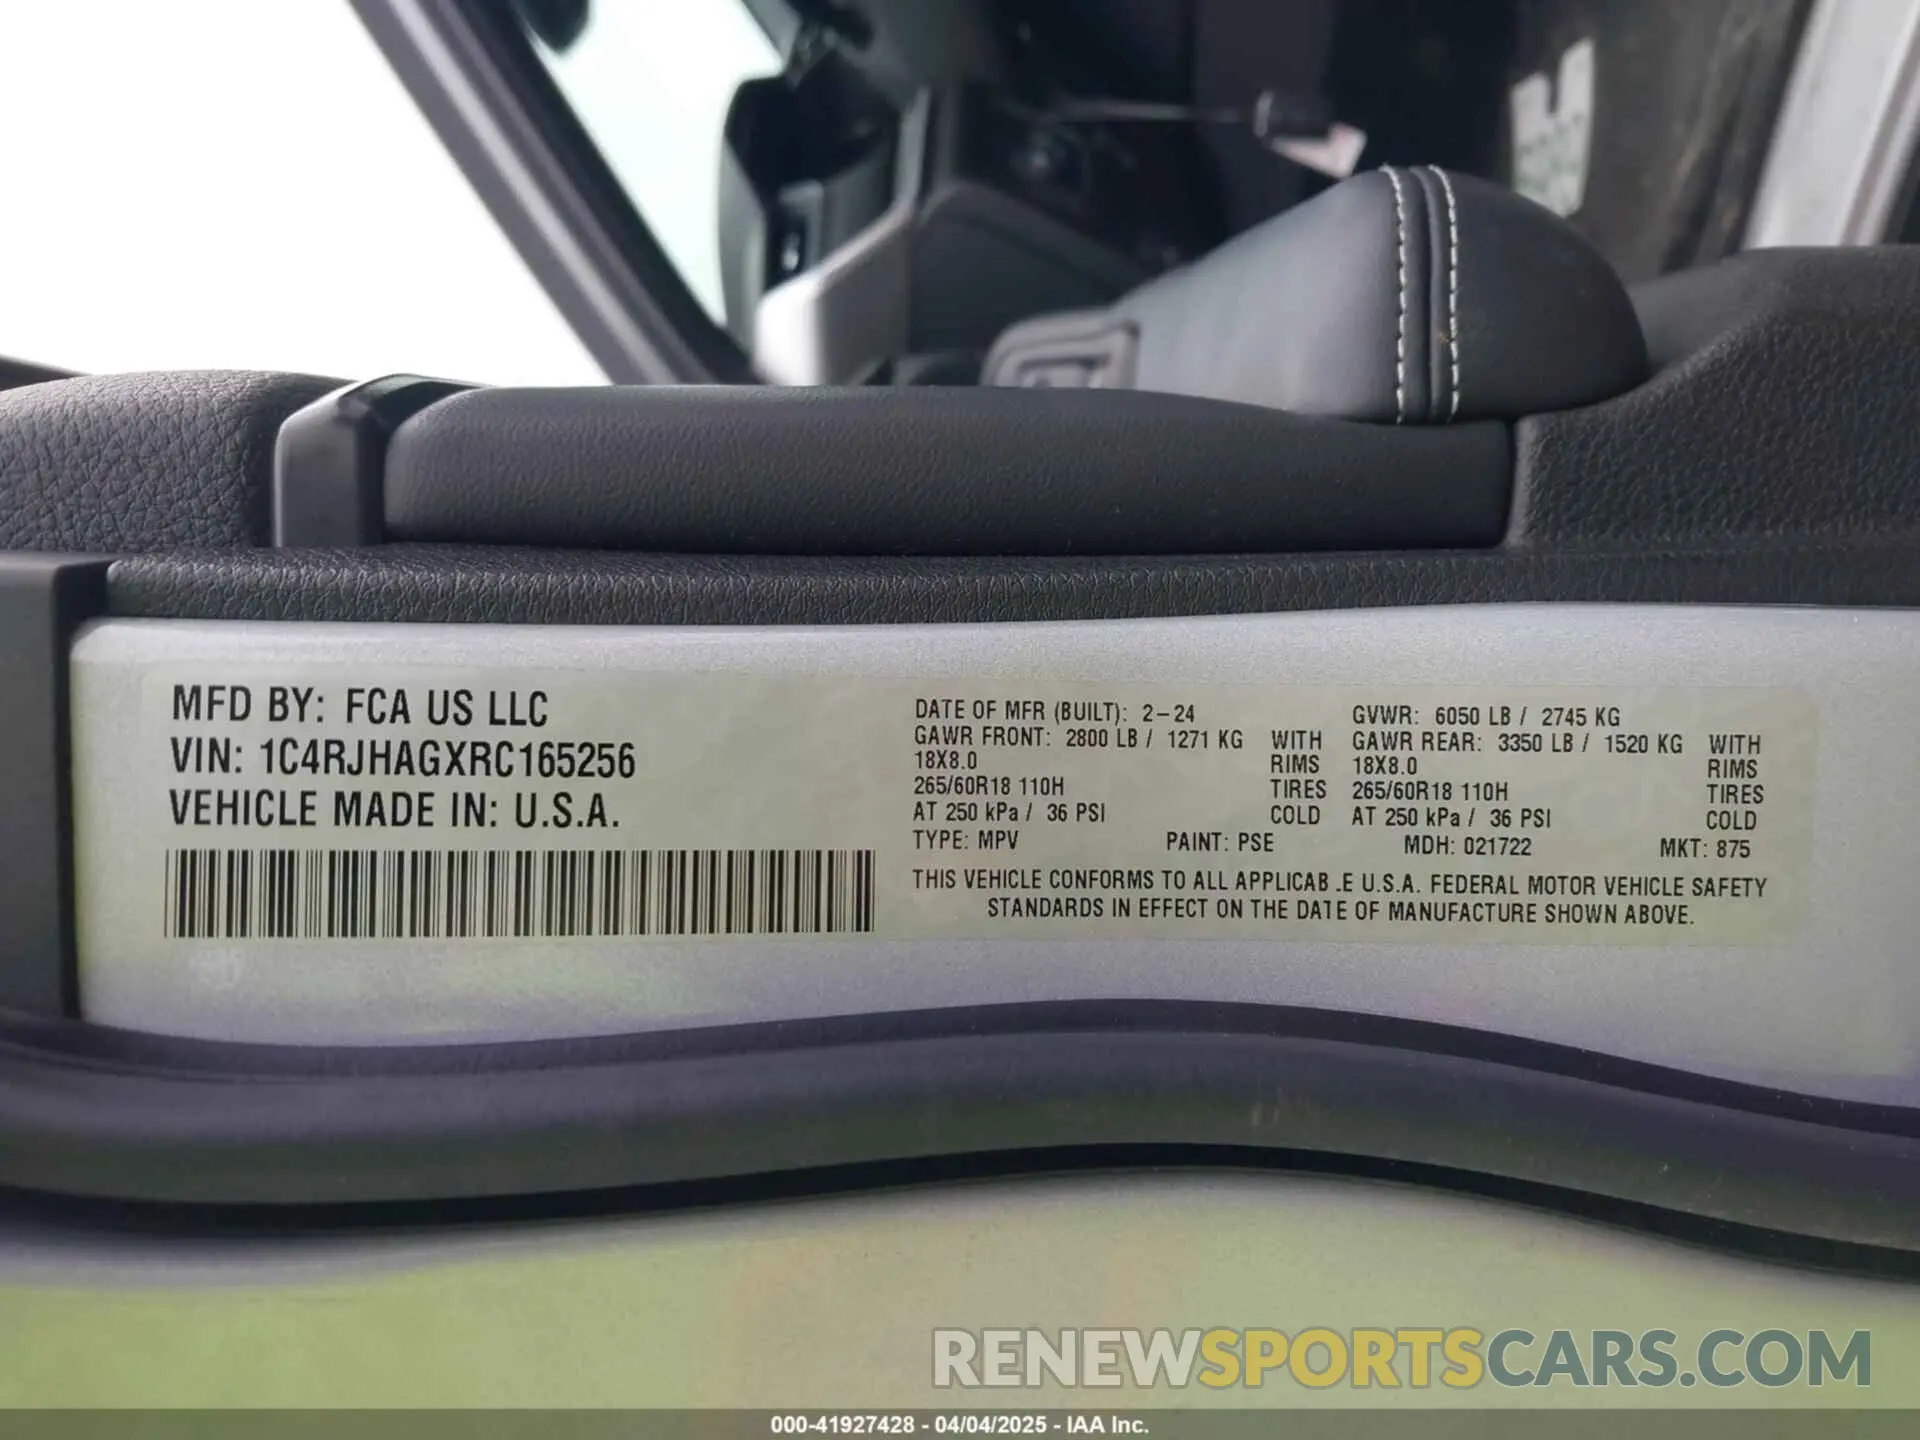 MFD BY: FCA US LLC
VIN: 1C4RJHAGXRC165256
VEHICLE MADE IN: U.S.A.
DATE OF MFR (BUILT): 2-24
GAWR FRONT: 2800 LB / 1271 KG WITH
18X8.0 RIMS
265/60R18 110H TIRES
AT 250 kPa / 36 PSI COLD
GVWR: 6050 LB / 2745 KG
GAWR REAR: 3350 LB / 1520 KG WITH
18X8.0 RIMS
265/60R18 110H TIRES
AT 250 kPa / 36 PSI COLD
TYPE: MPV PAINT: PSE MDH: 021722 MKT: 875
THIS VEHICLE CONFORMS TO ALL APPLICAB.E U.S.A. FEDERAL MOTOR VEHICLE SAFETY
STANDARDS IN EFFECT ON THE DATE OF MANUFACTURE SHOWN ABOVE.
RENEWSPORTSCARS.COM
000-41927428 - 04/04/2025 - IAA Inc.